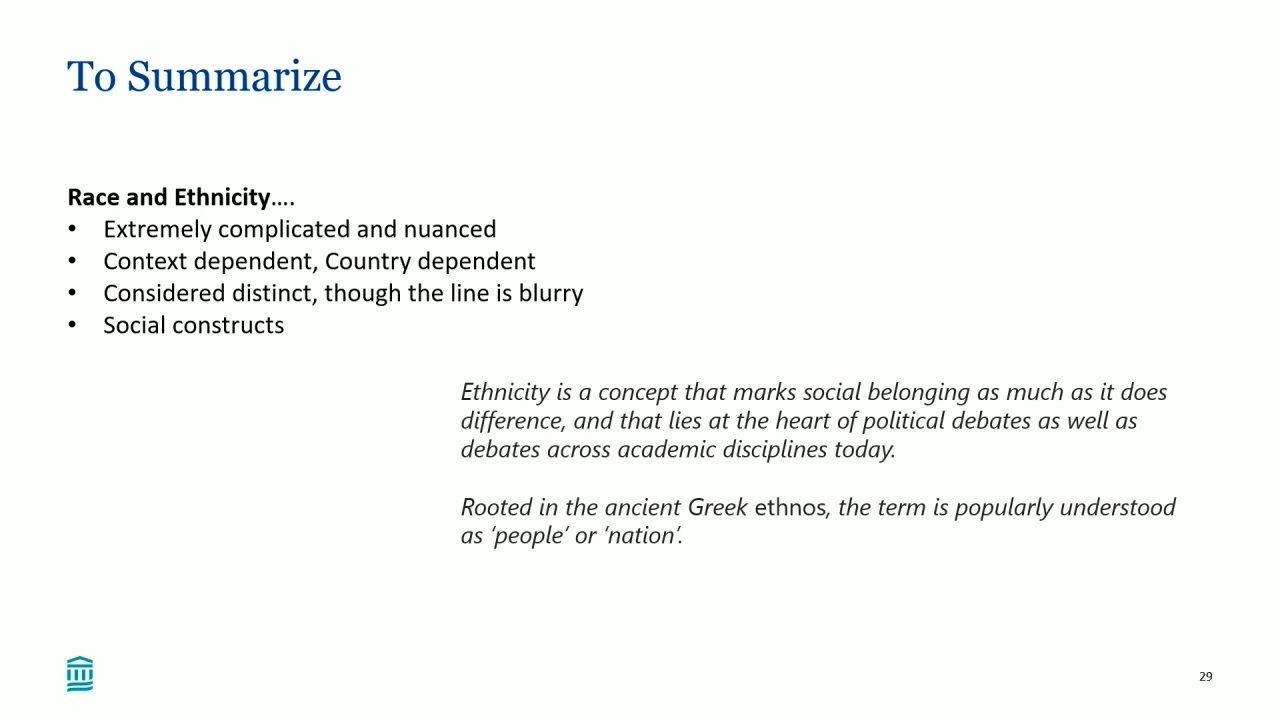 To Summarize
Race and Ethnicity....
• Extremely complicated and nuanced
• Context dependent, Country dependent
• Considered distinct, though the line is blurry
• Social constructs
Ethnicity is a concept that marks social belonging as much as it does
difference, and that lies at the heart of political debates as well as
debates across academic disciplines today.
Rooted in the ancient Greek ethnos, the term is popularly understood
as ‘people’ or ‘nation’.
29